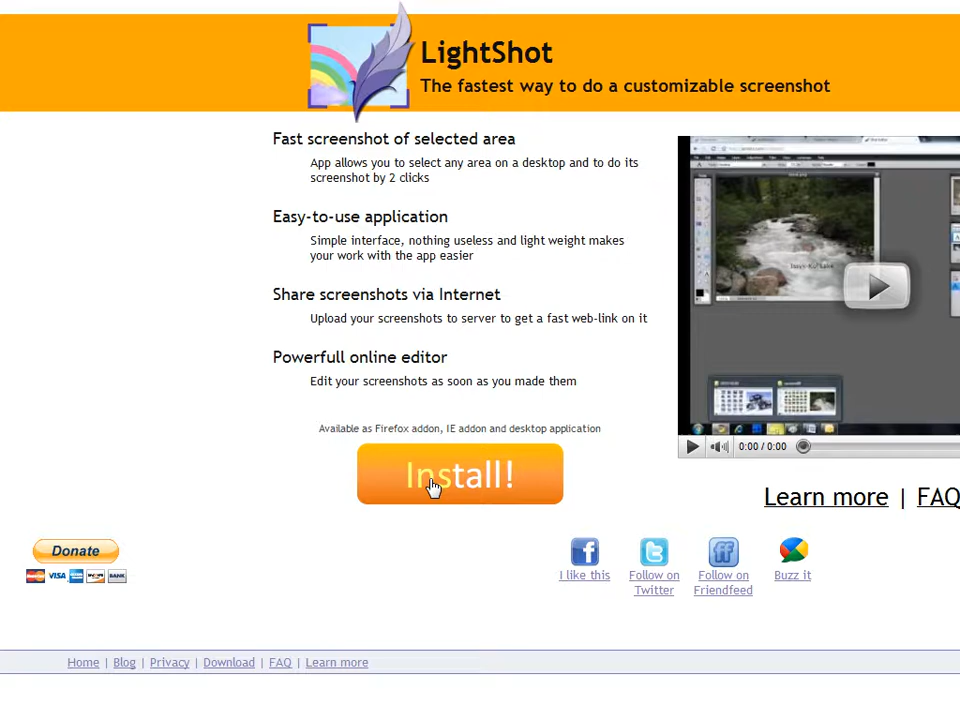 LightShot
The fastest way to do a customizable screenshot
Fast screenshot of selected area
App allows you to select any area on a desktop and to do its
screenshot by 2 clicks
Easy-to-use application
Simple interface, nothing useless and light weight makes
your work with the app easier
Share screenshots via Internet
Upload your screenshots to server to get a fast web-link on it
Powerfull online editor
Edit your screenshots as soon as you made them
Available as Firefox addon, IE addon and desktop application
Install!
0:00 / 0:00
Learn more | FAQ
Donate
VISA
BANK
I like this
Follow on
Twitter
Follow on
Friendfeed
Buzz it
Home | Blog | Privacy | Download | FAQ | Learn more